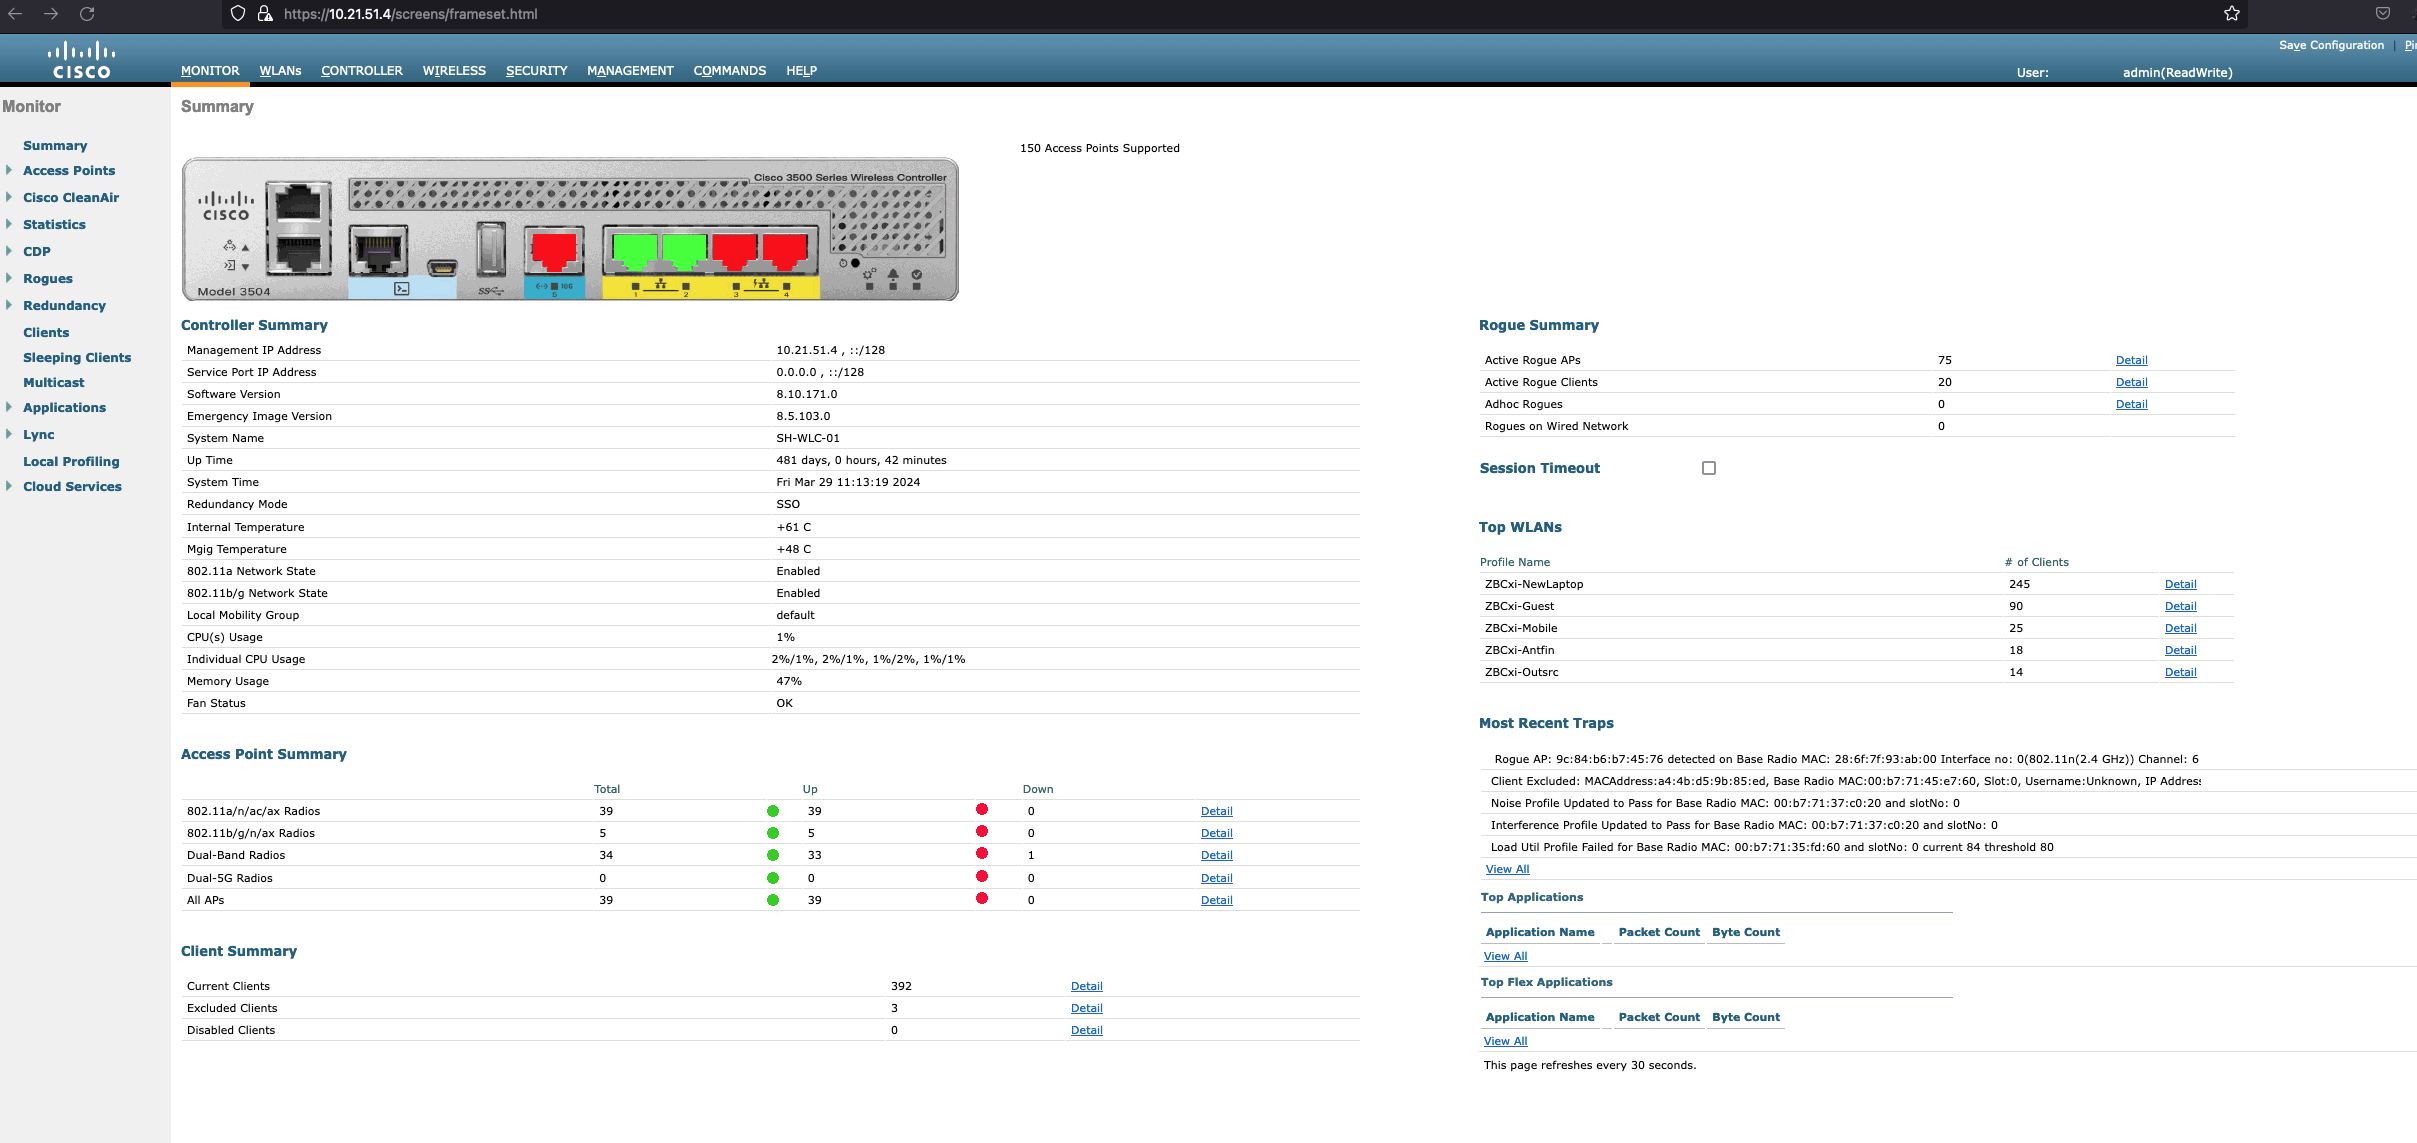 https://10.21.51.4/screens/frameset.html
Save Configuration
CISCO
MONITOR WLANs CONTROLLER WIRELESS SECURITY MANAGEMENT COMMANDS HELP
User: admin(ReadWrite)
Monitor
Summary
Access Points
Cisco CleanAir
Statistics
CDP
Rogues
Redundancy
Clients
Sleeping Clients
Multicast
Applications
Lync
Local Profiling
Cloud Services
Summary
150 Access Points Supported
Cisco 3500 Series Wireless Controller
CISCO
Model 3504
10G
5
1 2 3 4
Controller Summary
Management IP Address 10.21.51.4 , ::/128
Service Port IP Address 0.0.0.0 , ::/128
Software Version 8.10.171.0
Emergency Image Version 8.5.103.0
System Name SH-WLC-01
Up Time 481 days, 0 hours, 42 minutes
System Time Fri Mar 29 11:13:19 2024
Redundancy Mode SSO
Internal Temperature +61 C
Mgig Temperature +48 C
802.11a Network State Enabled
802.11b/g Network State Enabled
Local Mobility Group default
CPU(s) Usage 1%
Individual CPU Usage 2%/1%, 2%/1%, 1%/2%, 1%/1%
Memory Usage 47%
Fan Status OK
Access Point Summary
Total Up Down
802.11a/n/ac/ax Radios 39 39 0 Detail
802.11b/g/n/ax Radios 5 5 0 Detail
Dual-Band Radios 34 33 1 Detail
Dual-5G Radios 0 0 0 Detail
All APs 39 39 0 Detail
Client Summary
Current Clients 392 Detail
Excluded Clients 3 Detail
Disabled Clients 0 Detail
Rogue Summary
Active Rogue APs 75 Detail
Active Rogue Clients 20 Detail
Adhoc Rogues 0 Detail
Rogues on Wired Network 0
Session Timeout
Top WLANs
Profile Name # of Clients
ZBCxi-NewLaptop 245 Detail
ZBCxi-Guest 90 Detail
ZBCxi-Mobile 25 Detail
ZBCxi-Antfin 18 Detail
ZBCxi-Outsrc 14 Detail
Most Recent Traps
Rogue AP: 9c:84:b6:b7:45:76 detected on Base Radio MAC: 28:6f:7f:93:ab:00 Interface no: 0(802.11n(2.4 GHz)) Channel: 6
Client Excluded: MACAddress:a4:4b:d5:9b:85:ed, Base Radio MAC:00:b7:71:45:e7:60, Slot:0, Username:Unknown, IP Address
Noise Profile Updated to Pass for Base Radio MAC: 00:b7:71:37:c0:20 and slotNo: 0
Interference Profile Updated to Pass for Base Radio MAC: 00:b7:71:37:c0:20 and slotNo: 0
Load Util Profile Failed for Base Radio MAC: 00:b7:71:35:fd:60 and slotNo: 0 current 84 threshold 80
View All
Top Applications
Application Name Packet Count Byte Count
View All
Top Flex Applications
Application Name Packet Count Byte Count
View All
This page refreshes every 30 seconds.